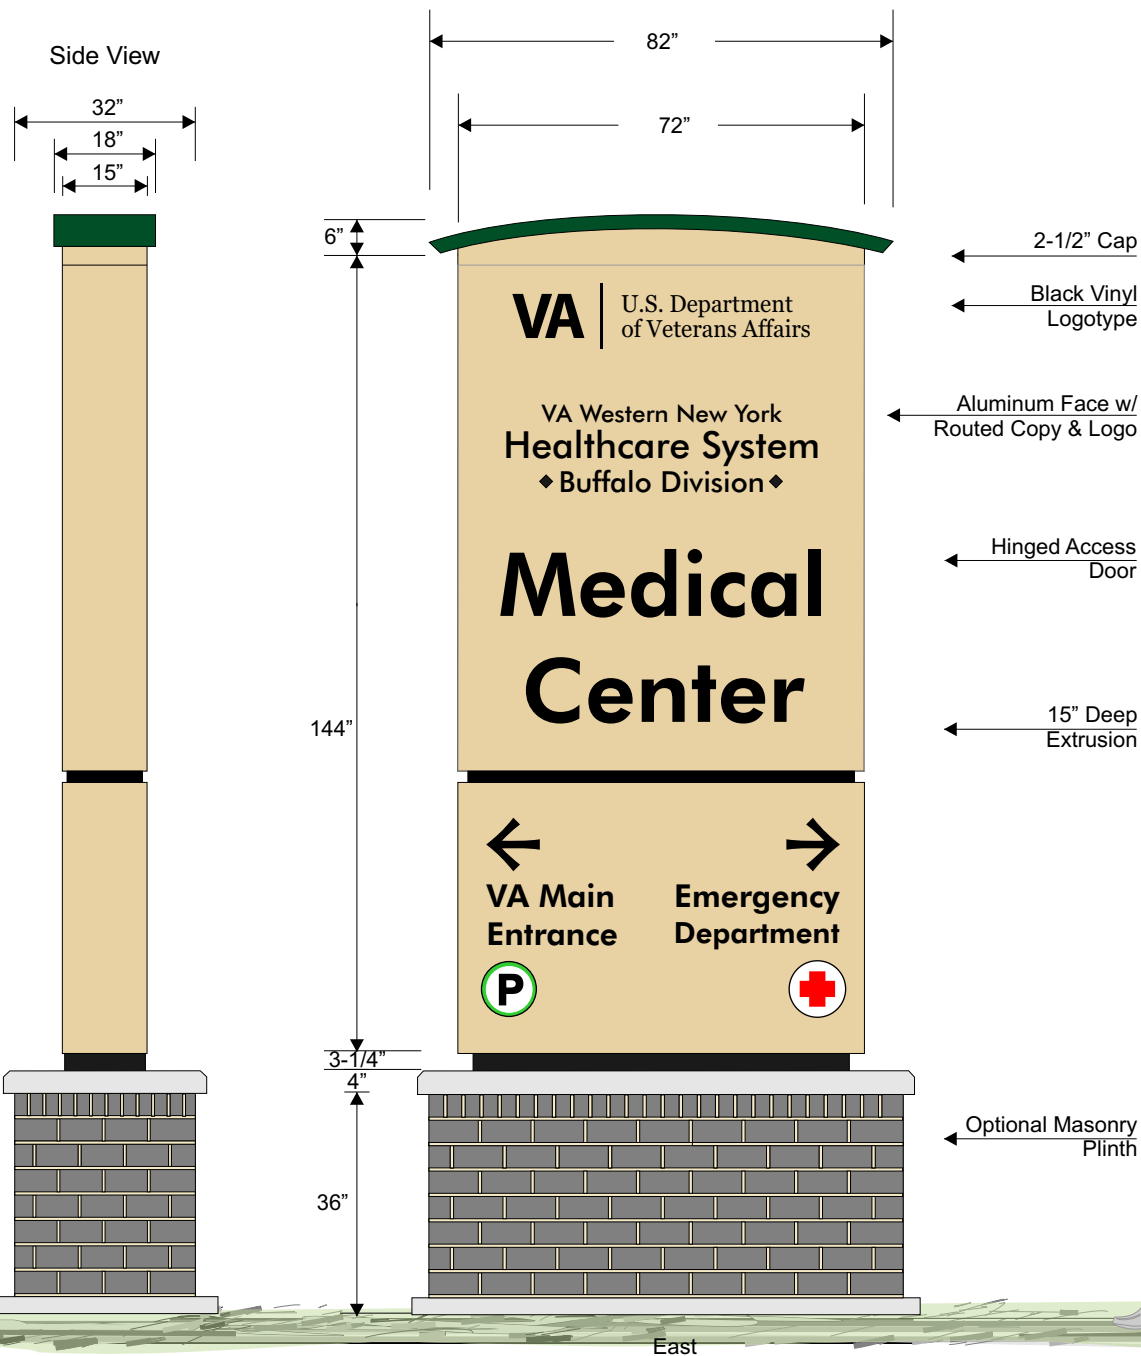 Side View
32”
18”
15”
82”
72”
6”
144”
3-1/4”
4”
36”
VA
U.S. Department
of Veterans Affairs
VA Western New York
Healthcare System
◆ Buffalo Division ◆
Medical
Center
VA Main
Entrance
P
Emergency
Department
2-1/2” Cap
Black Vinyl
Logotype
Aluminum Face w/
Routed Copy & Logo
Hinged Access
Door
15” Deep
Extrusion
Optional Masonry
Plinth
East